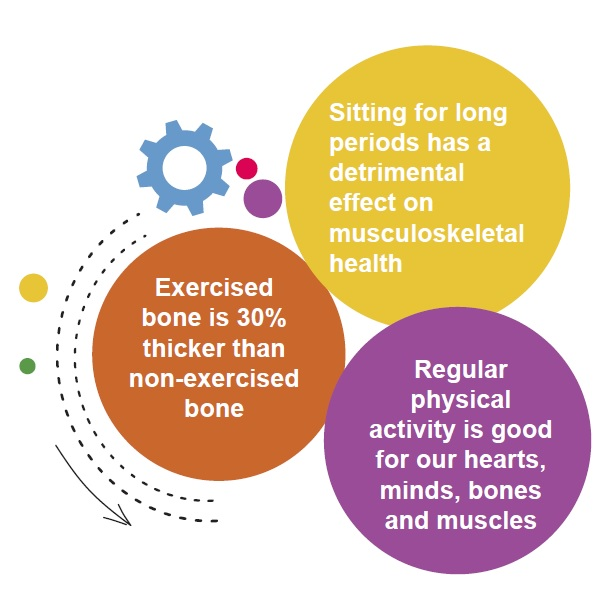 Sitting for long
periods has a
detrimental
effect on
musculoskeletal
health
Exercised
bone is 30%
thicker than
non-exercised
bone
Regular
physical
activity is good
for our hearts,
minds, bones
and muscles